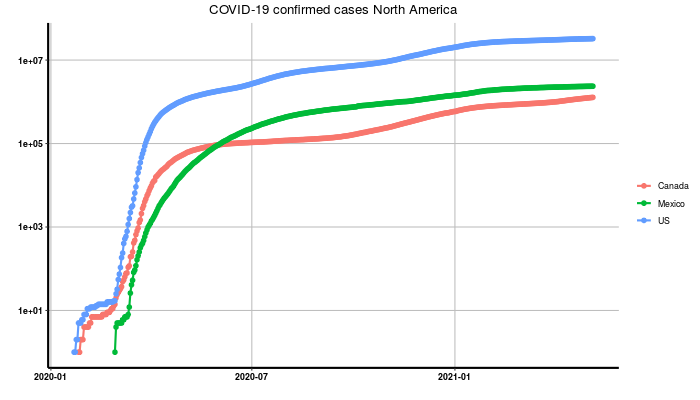 COVID-19 confirmed cases North America
1e+07
1e+05
1e+03
1e+01
2020-01
2020-07
2021-01
Canada
Mexico
US